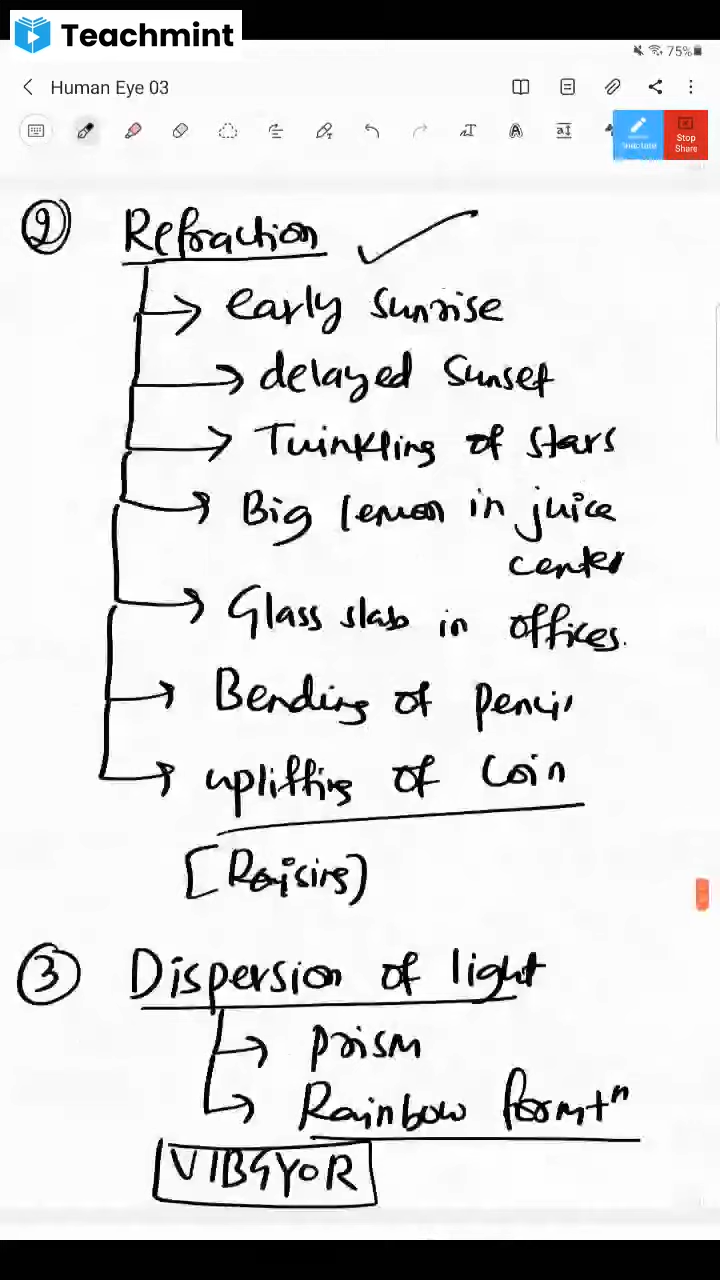 Teachmint
75%
Human Eye 03
Annotate
Stop
Share
② Refraction
early sunrise
delayed sunset
Twinkling of stars
Big lemon in juice
center
Glass slab in offices.
Bending of pencil
uplifting of coin
[Raising)
③ Dispersion of light
prism
Rainbow formtⁿ
VIBGYOR